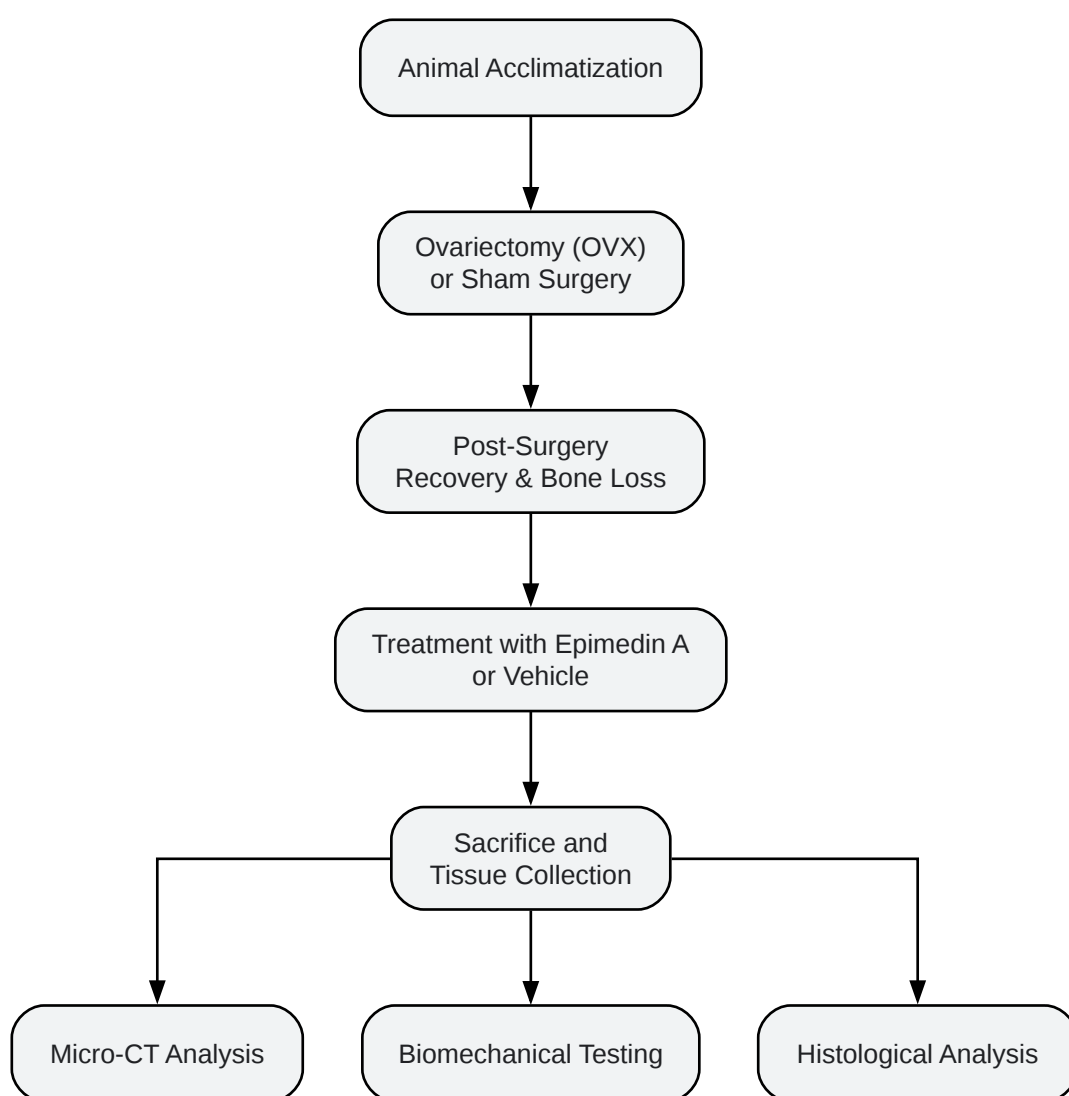 Animal Acclimatization
Ovariectomy (OVX)
or Sham Surgery
Post-Surgery
Recovery & Bone Loss
Treatment with Epimedin A
or Vehicle
Sacrifice and
Tissue Collection
Micro-CT Analysis
Biomechanical Testing
Histological Analysis